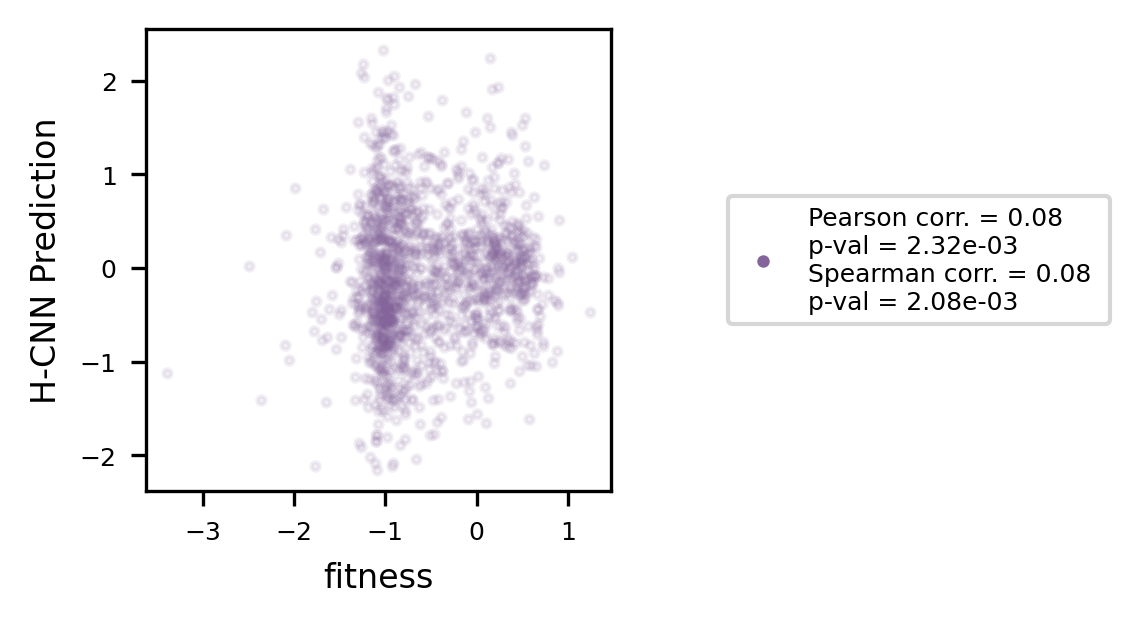 H-CNN Prediction
2
1
0
−1
−2
−3
−2
−1
0
1
fitness
Pearson corr. = 0.08
p-val = 2.32e-03
Spearman corr. = 0.08
p-val = 2.08e-03